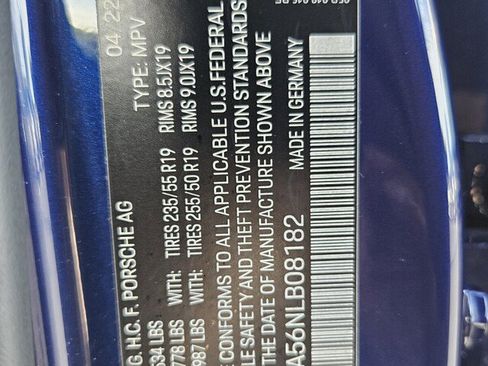 G. H.C. F. PORSCHE AG 04 22
534 LBS TYPE: MPV
778 LBS WITH: TIRES 235/55 R19 RIMS 8.5JX19
987 LBS WITH: TIRES 255/50 R19 RIMS 9.0JX19
E CONFORMS TO ALL APPLICABLE U.S.FEDERAL
LE SAFETY AND THEFT PREVENTION STANDARDS
THE DATE OF MANUFACTURE SHOWN ABOVE
A56NLB08182 MADE IN GERMANY